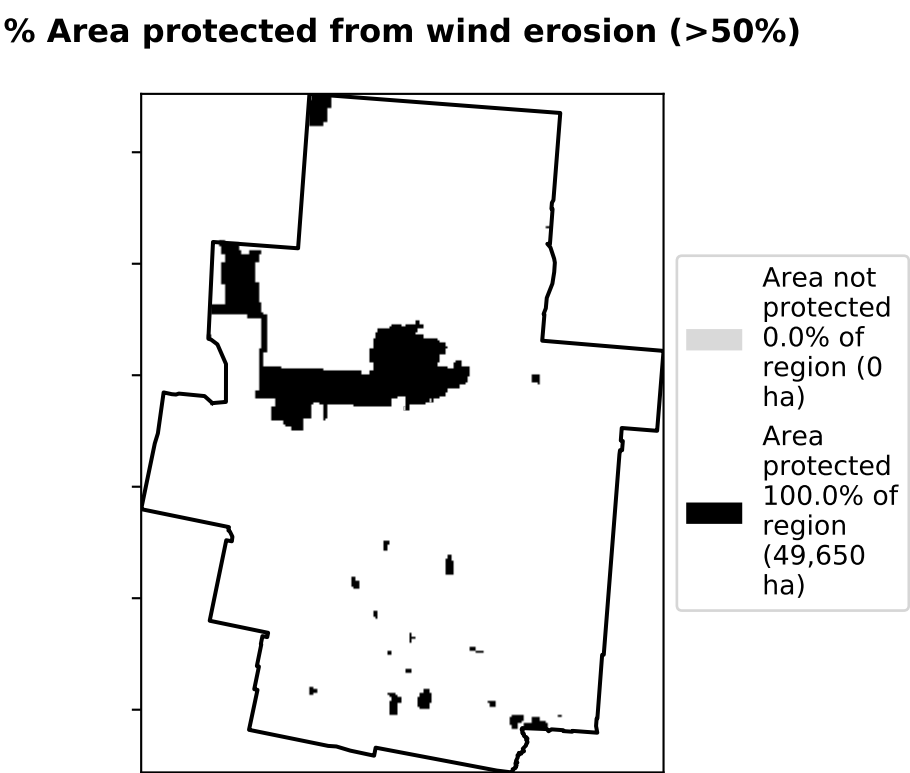 % Area protected from wind erosion (>50%)
Area not
protected
0.0% of
region (0
ha)
Area
protected
100.0% of
region
(49,650
ha)